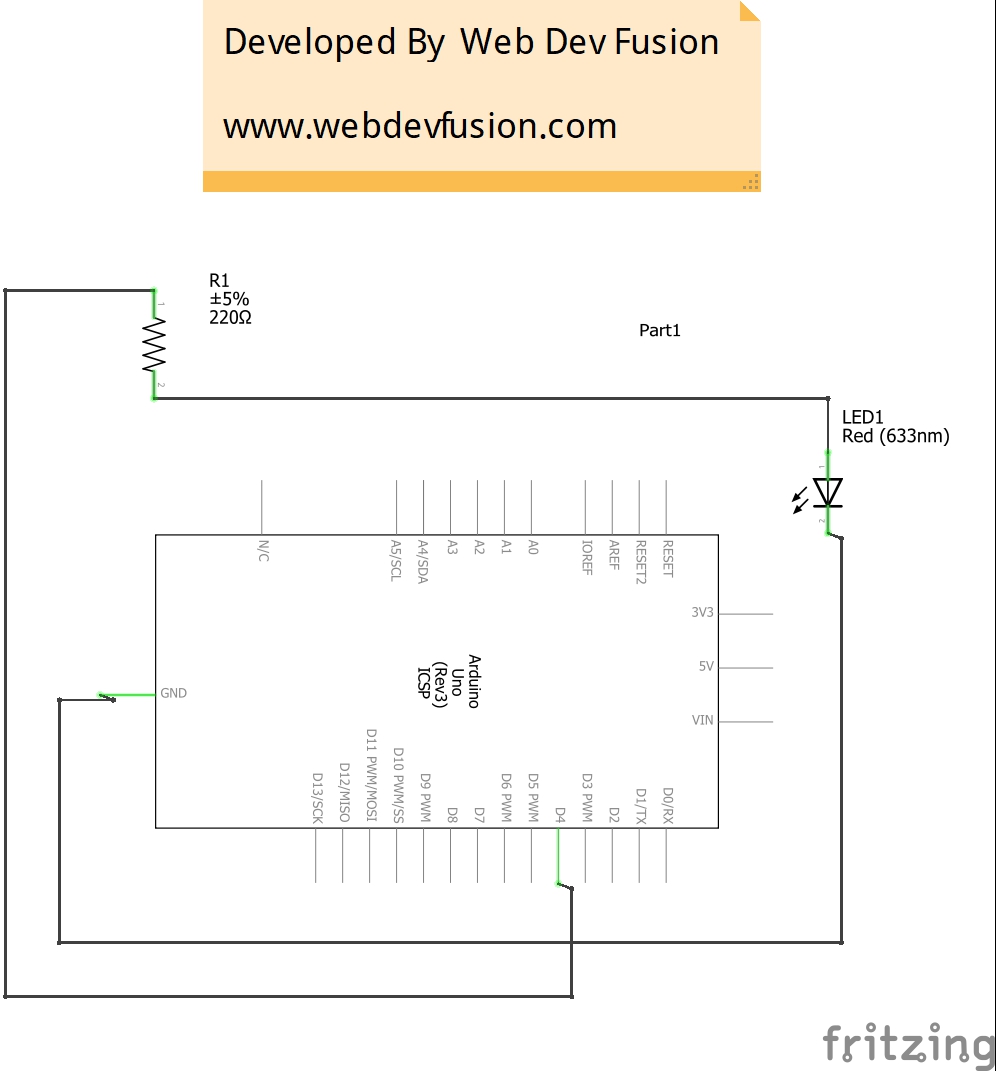 Developed By Web Dev Fusion
www.webdevfusion.com
R1
±5%
220Ω
1
2
Part1
LED1
Red (633nm)
1
2
N/C
A5/SCL
A4/SDA
A3
A2
A1
A0
IOREF
AREF
RESET2
RESET
3V3
5V
VIN
GND
Arduino
Uno
(Rev3)
ICSP
D13/SCK
D12/MISO
D11 PWM/MOSI
D10 PWM/SS
D9 PWM
D8
D7
D6 PWM
D5 PWM
D4
D3 PWM
D2
D1/TX
D0/RX
fritzing